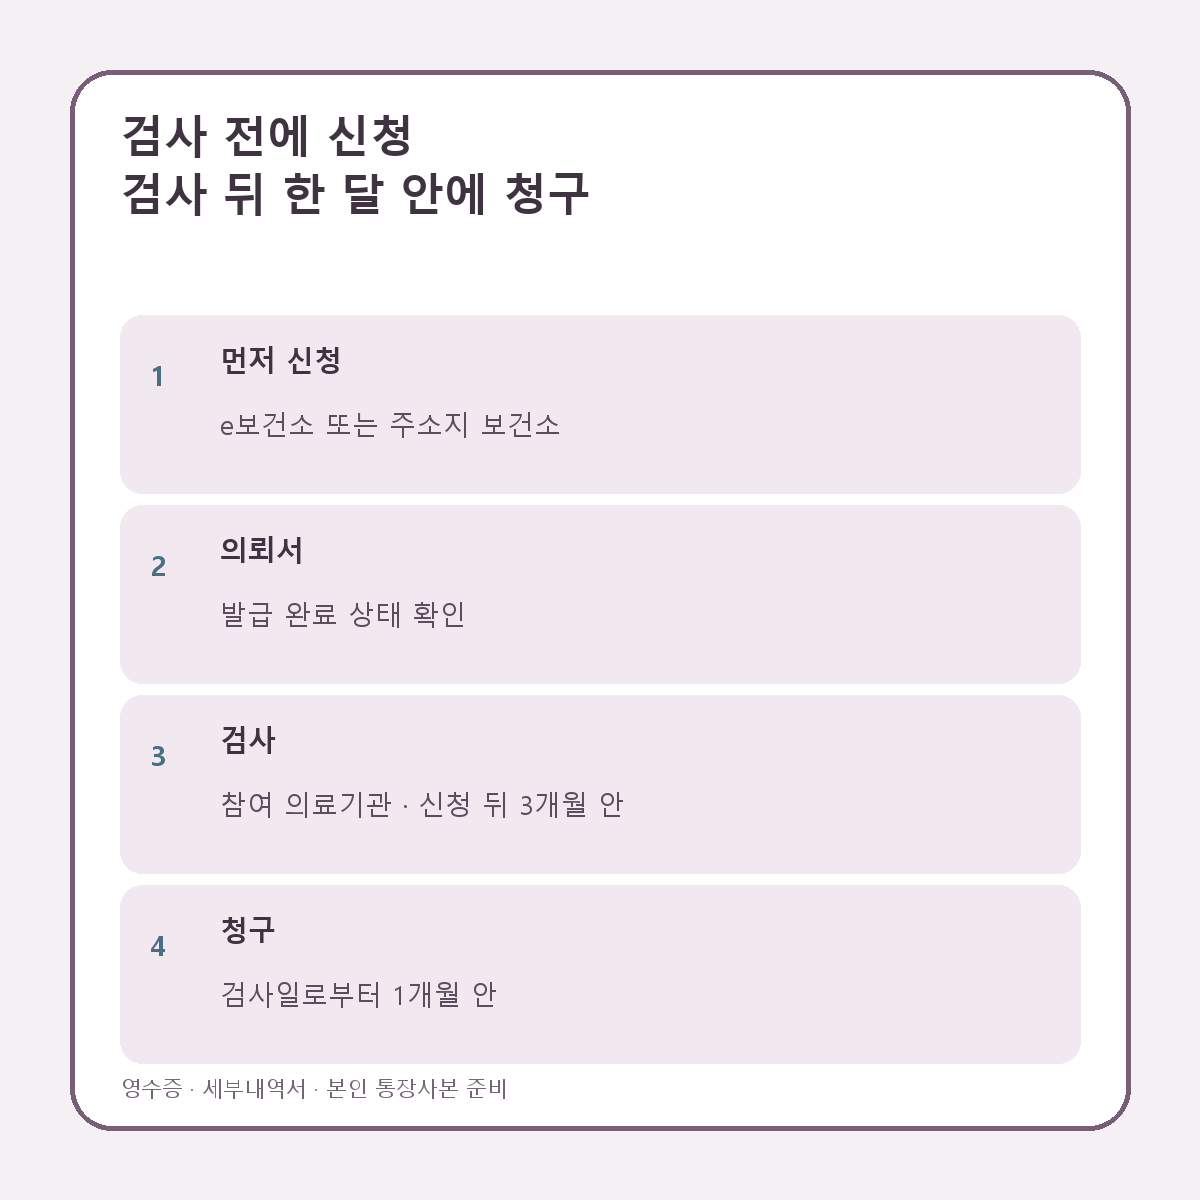 검사 전에 신청
검사 뒤 한 달 안에 청구
1
먼저 신청
e보건소 또는 주소지 보건소
2
의뢰서
발급 완료 상태 확인
3
검사
참여 의료기관 · 신청 뒤 3개월 안
4
청구
검사일로부터 1개월 안
영수증 · 세부내역서 · 본인 통장사본 준비